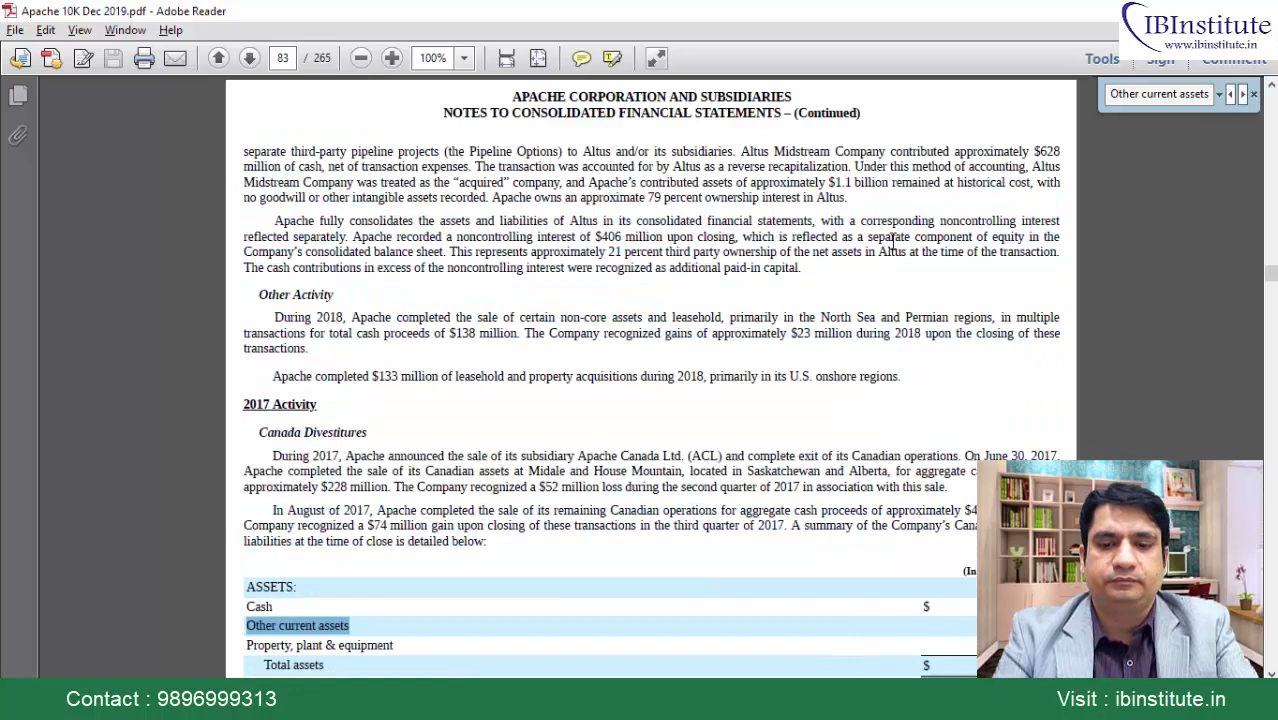 Apache 10K Dec 2019.pdf - Adobe Reader
IBInstitute
www.ibinstitute.in
File Edit View Window Help
83 / 265 100% Tools Sign Comment
Other current assets
APACHE CORPORATION AND SUBSIDIARIES
NOTES TO CONSOLIDATED FINANCIAL STATEMENTS – (Continued)
separate third-party pipeline projects (the Pipeline Options) to Altus and/or its subsidiaries. Altus Midstream Company contributed approximately $628
million of cash, net of transaction expenses. The transaction was accounted for by Altus as a reverse recapitalization. Under this method of accounting, Altus
Midstream Company was treated as the “acquired” company, and Apache’s contributed assets of approximately $1.1 billion remained at historical cost, with
no goodwill or other intangible assets recorded. Apache owns an approximate 79 percent ownership interest in Altus.
Apache fully consolidates the assets and liabilities of Altus in its consolidated financial statements, with a corresponding noncontrolling interest
reflected separately. Apache recorded a noncontrolling interest of $406 million upon closing, which is reflected as a separate component of equity in the
Company’s consolidated balance sheet. This represents approximately 21 percent third party ownership of the net assets in Altus at the time of the transaction.
The cash contributions in excess of the noncontrolling interest were recognized as additional paid-in capital.
Other Activity
During 2018, Apache completed the sale of certain non-core assets and leasehold, primarily in the North Sea and Permian regions, in multiple
transactions for total cash proceeds of $138 million. The Company recognized gains of approximately $23 million during 2018 upon the closing of these
transactions.
Apache completed $133 million of leasehold and property acquisitions during 2018, primarily in its U.S. onshore regions.
2017 Activity
Canada Divestitures
During 2017, Apache announced the sale of its subsidiary Apache Canada Ltd. (ACL) and complete exit of its Canadian operations. On June 30, 2017,
Apache completed the sale of its Canadian assets at Midale and House Mountain, located in Saskatchewan and Alberta, for aggregate
approximately $228 million. The Company recognized a $52 million loss during the second quarter of 2017 in association with this sale.
In August of 2017, Apache completed the sale of its remaining Canadian operations for aggregate cash proceeds of approximately
Company recognized a $74 million gain upon closing of these transactions in the third quarter of 2017. A summary of the Company’s
liabilities at the time of close is detailed below:
ASSETS:
Cash $
Other current assets
Property, plant & equipment
Total assets $
Contact : 9896999313 Visit : ibinstitute.in